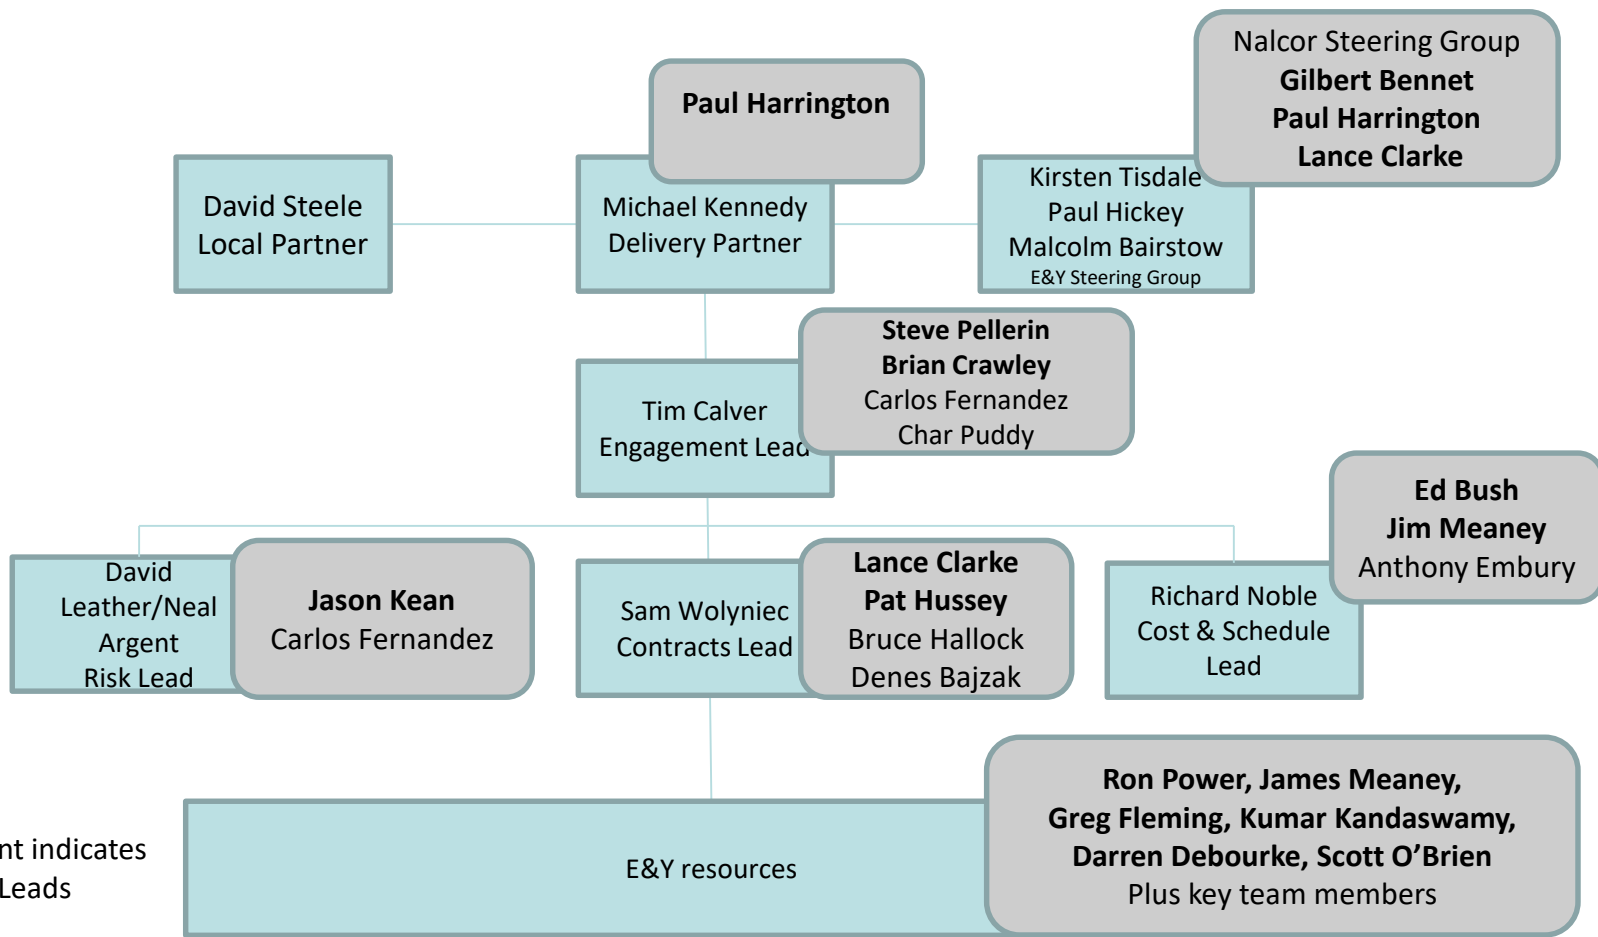 Nalcor Steering Group
Gilbert Bennet
Paul Harrington
Lance Clarke
Paul Harrington
David Steele
Local Partner
Michael Kennedy
Delivery Partner
Kirsten Tisdale
Paul Hickey
Malcolm Bairstow
E&Y Steering Group
Steve Pellerin
Brian Crawley
Carlos Fernandez
Char Puddy
Tim Calver
Engagement Lead
Ed Bush
Jim Meaney
Anthony Embury
David
Leather/Neal
Argent
Risk Lead
Jason Kean
Carlos Fernandez
Sam Wolyniec
Contracts Lead
Lance Clarke
Pat Hussey
Bruce Hallock
Denes Bajzak
Richard Noble
Cost & Schedule
Lead
Ron Power, James Meaney,
Greg Fleming, Kumar Kandaswamy,
Darren Debourke, Scott O’Brien
Plus key team members
E&Y resources
nt indicates
Leads